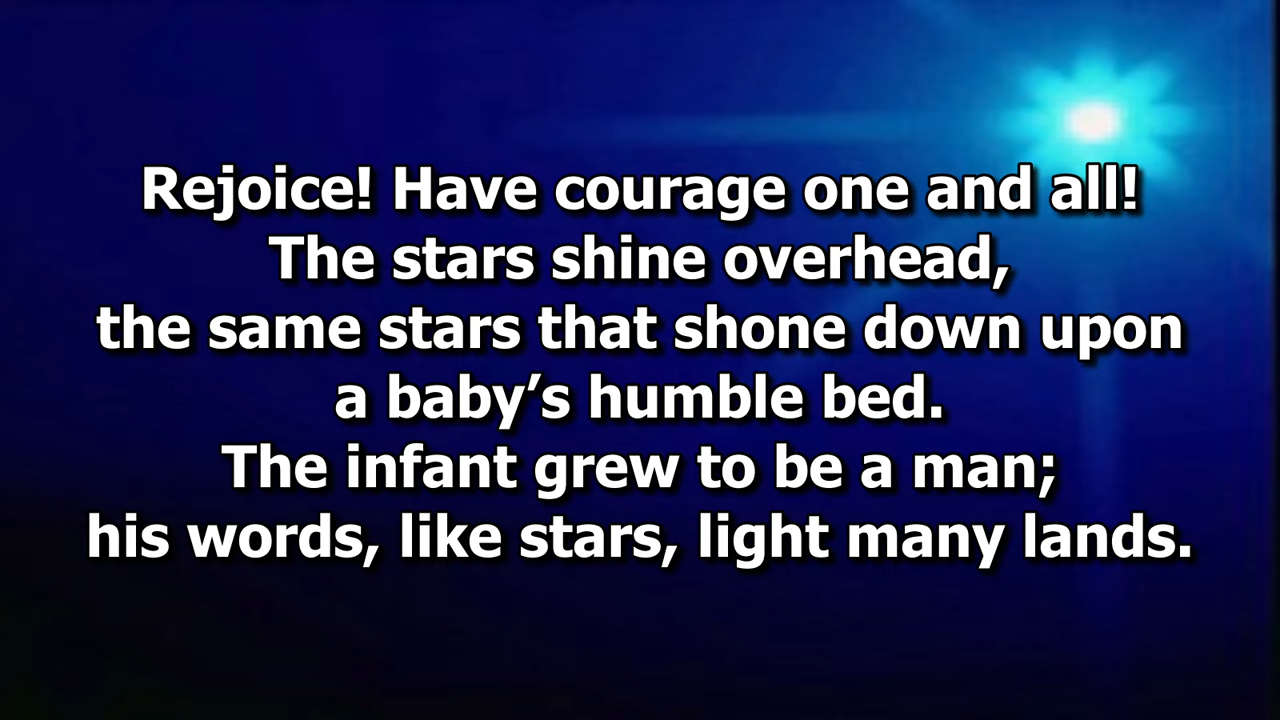 Rejoice! Have courage one and all!
The stars shine overhead,
the same stars that shone down upon
a baby’s humble bed.
The infant grew to be a man;
his words, like stars, light many lands.